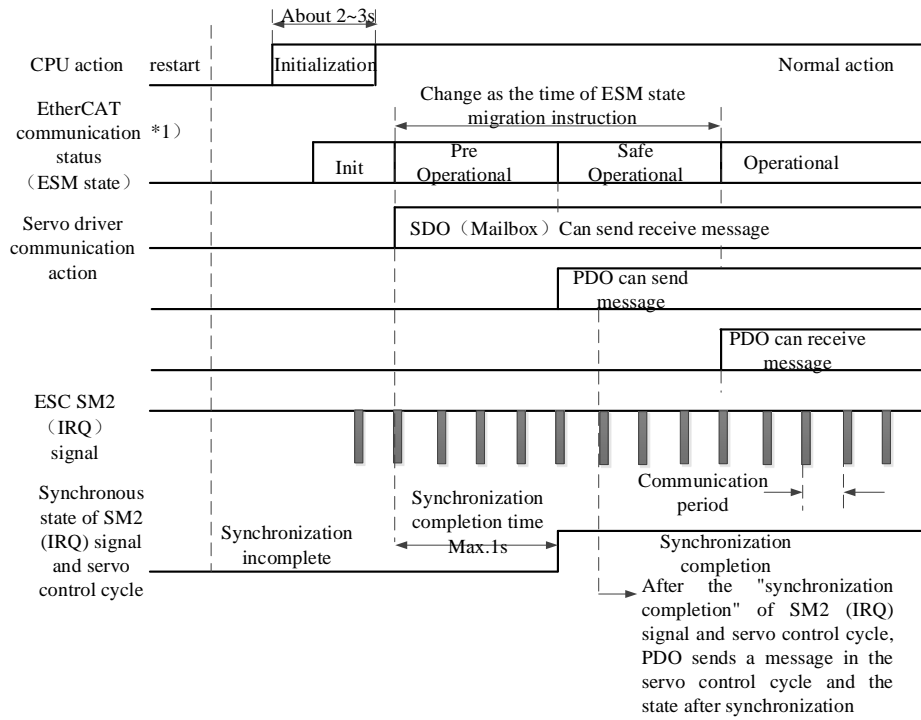 About 2~3s
CPU action
restart
Initialization
Normal action
EtherCAT
communication
status
（ESM state）
*1）
Change as the time of ESM state
migration instruction
Init
Pre
Operational
Safe
Operational
Operational
Servo driver
communication
action
SDO（Mailbox）Can send receive message
PDO can send
message
PDO can receive
message
ESC SM2
（IRQ）
signal
Communication
period
Synchronous
state of SM2
(IRQ) signal
and servo
control cycle
Synchronization
incomplete
Synchronization
completion time
Max.1s
Synchronization
completion
After the "synchronization
completion" of SM2 (IRQ)
signal and servo control cycle,
PDO sends a message in the
servo control cycle and the
state after synchronization